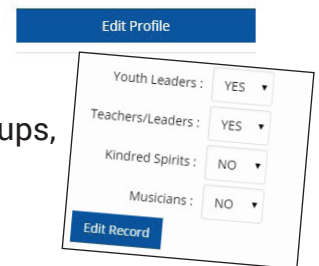 Edit Profile
Youth Leaders : YES
Teachers/Leaders : YES
ups,
Kindred Spirits : NO
Musicians : NO
Edit Record